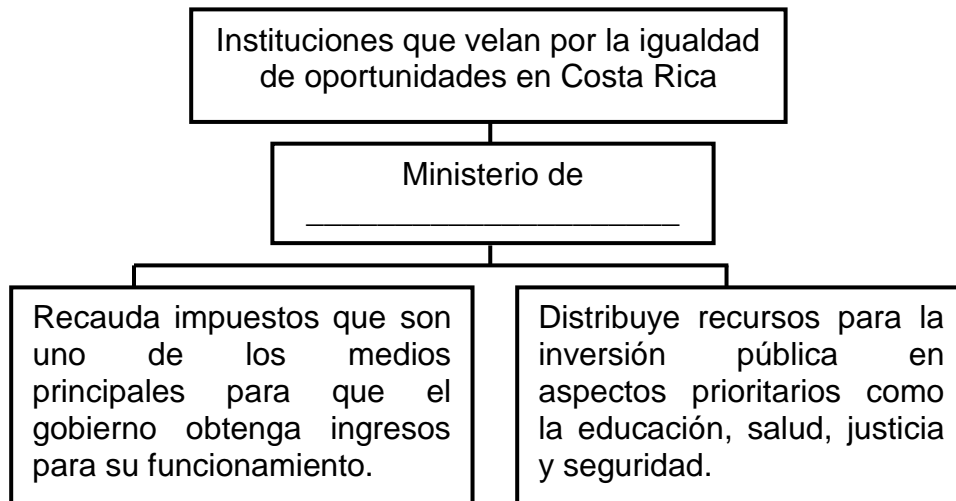 Instituciones que velan por la igualdad
de oportunidades en Costa Rica
Ministerio de
_____________________
Recauda impuestos que son
uno de los medios
principales para que el
gobierno obtenga ingresos
para su funcionamiento.
Distribuye recursos para la
inversión pública en
aspectos prioritarios como
la educación, salud, justicia
y seguridad.